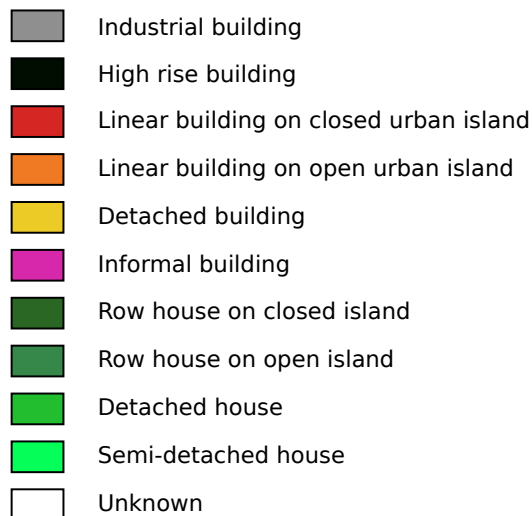 Industrial building
High rise building
Linear building on closed urban island
Linear building on open urban island
Detached building
Informal building
Row house on closed island
Row house on open island
Detached house
Semi-detached house
Unknown